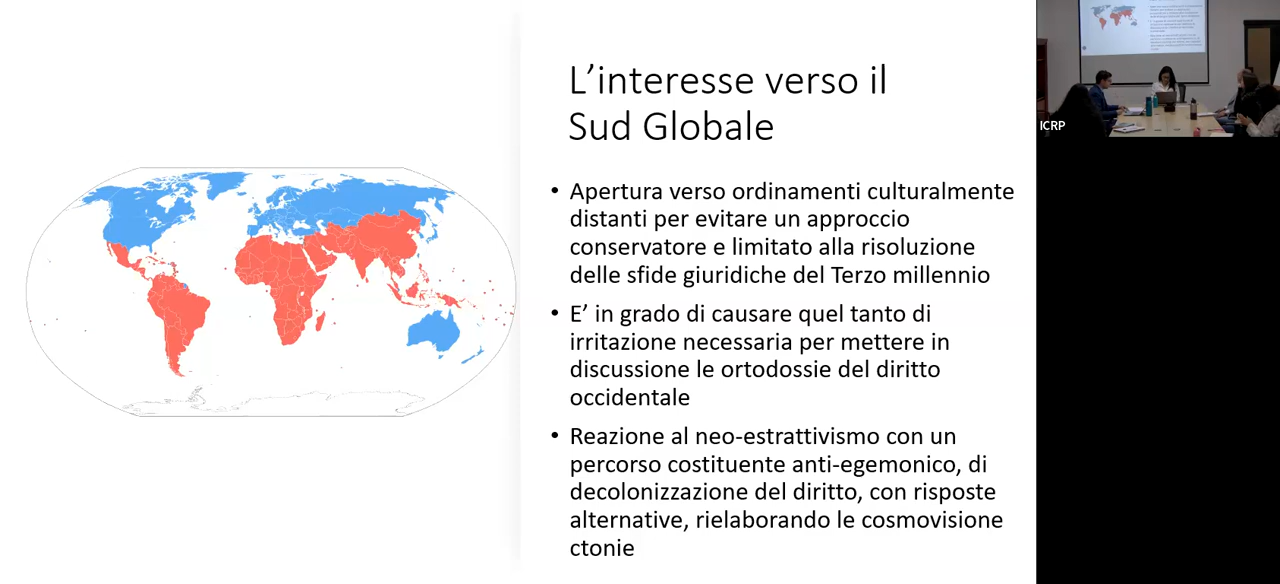 L’interesse verso il
Sud Globale
• Apertura verso ordinamenti culturalmente
distanti per evitare un approccio
conservatore e limitato alla risoluzione
delle sfide giuridiche del Terzo millennio
• E’ in grado di causare quel tanto di
irritazione necessaria per mettere in
discussione le ortodossie del diritto
occidentale
• Reazione al neo-estrattivismo con un
percorso costituente anti-egemonico, di
decolonizzazione del diritto, con risposte
alternative, rielaborando le cosmovisione
ctonie
ICRP